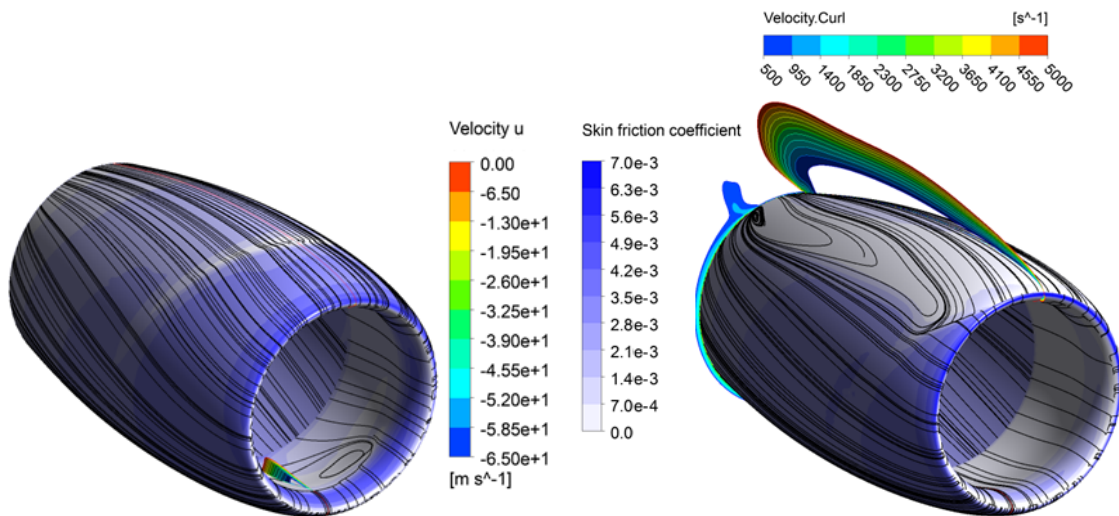 Velocity.Curl [s^-1]
500
950
1400
1650
2300
2750
3200
3650
4100
4550
5000
Velocity u
0.00
-6.50
-1.30e+1
-1.95e+1
-2.60e+1
-3.25e+1
-3.90e+1
-4.55e+1
-5.20e+1
-5.85e+1
-6.50e+1
[m s^-1]
Skin friction coefficient
7.0e-3
6.3e-3
5.6e-3
4.9e-3
4.2e-3
3.5e-3
2.8e-3
2.1e-3
1.4e-3
7.0e-4
0.0